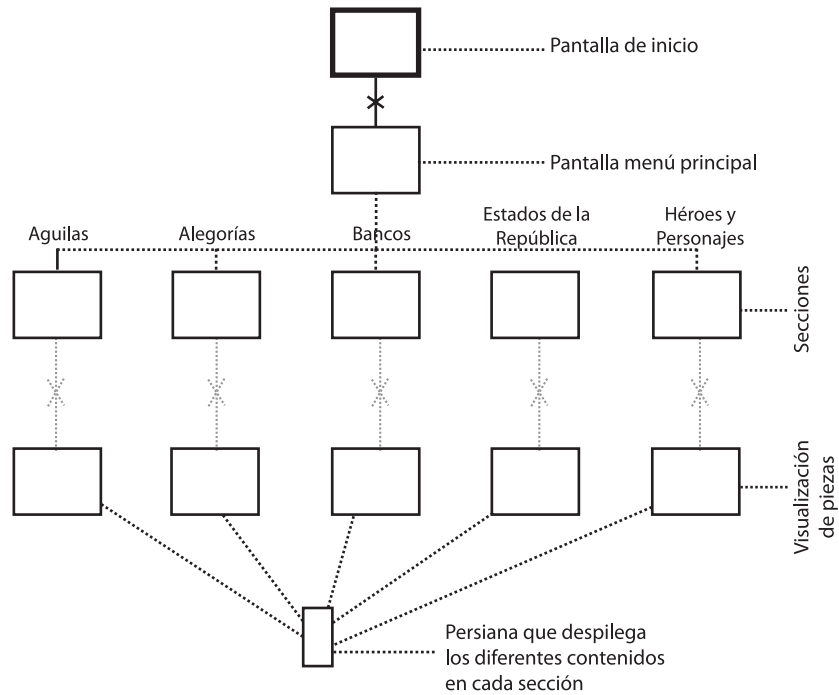 Pantalla de inicio
Pantalla menú principal
Aguilas
Alegorías
Bancos
Estados de la
República
Héroes y
Personajes
Secciones
Visualización
de piezas
Persiana que despilega
los diferentes contenidos
en cada sección